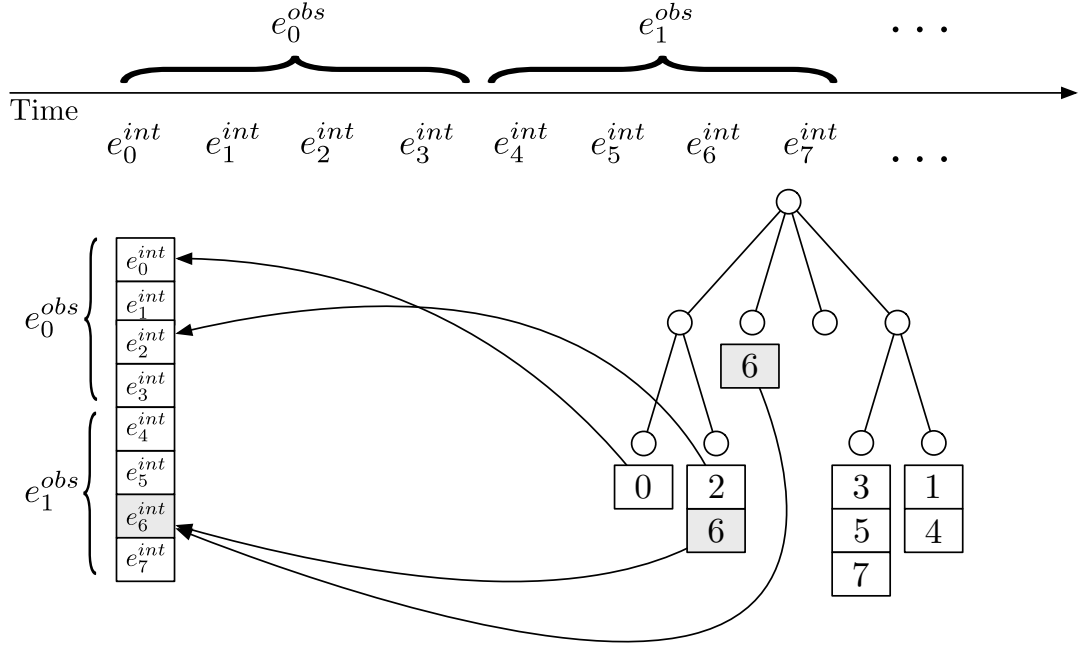 e_0^{obs} e_1^{obs} . . .
Time
e_0^{int} e_1^{int} e_2^{int} e_3^{int} e_4^{int} e_5^{int} e_6^{int} e_7^{int} . . .
e_0^{obs}
e_1^{obs}
e_0^{int}
e_1^{int}
e_2^{int}
e_3^{int}
e_4^{int}
e_5^{int}
e_6^{int}
e_7^{int}
6
0 2 3 1
6 5 4
7